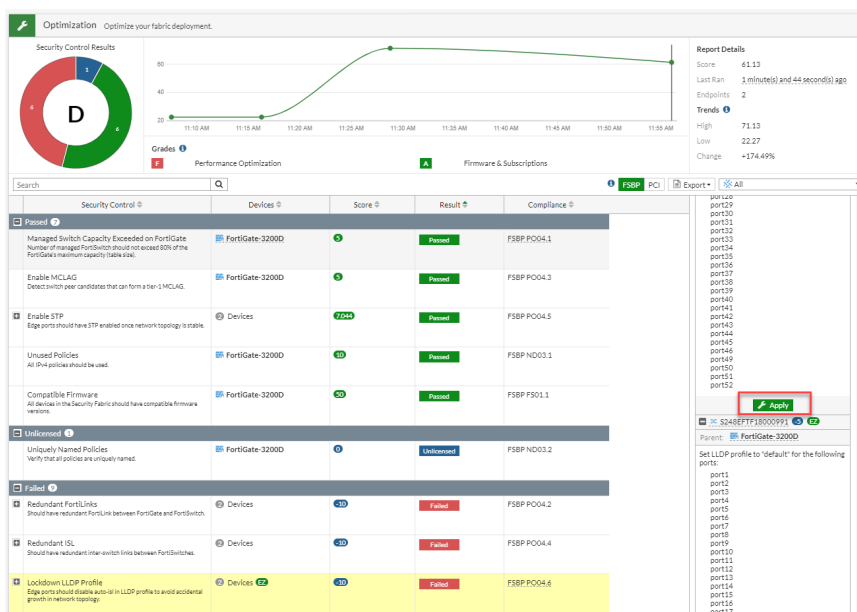 Optimization Optimize your fabric deployment.
Security Control Results
D
1
6
6
60
40
20
11:10 AM 11:15 AM 11:20 AM 11:25 AM 11:30 AM 11:35 AM 11:40 AM 11:45 AM 11:50 AM 11:55 AM
Grades
F Performance Optimization
A Firmware & Subscriptions
Report Details
Score 61.13
Last Ran 1 minute(s) and 44 second(s) ago
Endpoints 2
Trends
High 71.13
Low 22.27
Change +174.49%
Search
FSBP PCI Export All
Security Control Devices Score Result Compliance
Passed
Managed Switch Capacity Exceeded on FortiGate FortiGate-3200D 5 Passed FSBP PO04.1
Number of managed FortiSwitch should not exceed 80% of the
FortiGate's maximum capacity (table size).
Enable MCLAG FortiGate-3200D 5 Passed FSBP PO04.3
Detect switch peer candidates that can form a tier-1 MCLAG.
Enable STP 2 Devices 7.044 Passed FSBP PO04.5
Edge ports should have STP enabled once network topology is stable.
Unused Policies FortiGate-3200D 10 Passed FSBP ND03.1
All IPv4 policies should be used.
Compatible Firmware FortiGate-3200D 50 Passed FSBP FS01.1
All devices in the Security Fabric should have compatible firmware
versions.
Unlicensed 1
Uniquely Named Policies FortiGate-3200D 0 Unlicensed FSBP ND03.2
Verify that all policies are uniquely named.
Failed
Redundant FortiLinks 2 Devices -10 Failed FSBP PO04.2
Should have redundant FortiLink between FortiGate and FortiSwitch.
Redundant ISL 2 Devices -10 Failed FSBP PO04.4
Should have redundant inter-switch links between FortiSwitches.
Lockdown LLDP Profile 2 Devices EZ -10 Failed FSBP PO04.6
Edge ports should disable auto-isl in LLDP profile to avoid accidental
growth in network topology.
port28
port29
port30
port31
port32
port33
port34
port35
port36
port37
port38
port39
port40
port41
port42
port43
port44
port45
port46
port49
port50
port51
port52
Apply
S248EFTF18000991 -5 EZ
Parent: FortiGate-3200D
Set LLDP profile to "default" for the following
ports:
port1
port2
port3
port4
port5
port6
port7
port8
port9
port10
port11
port12
port13
port14
port15
port16
port17